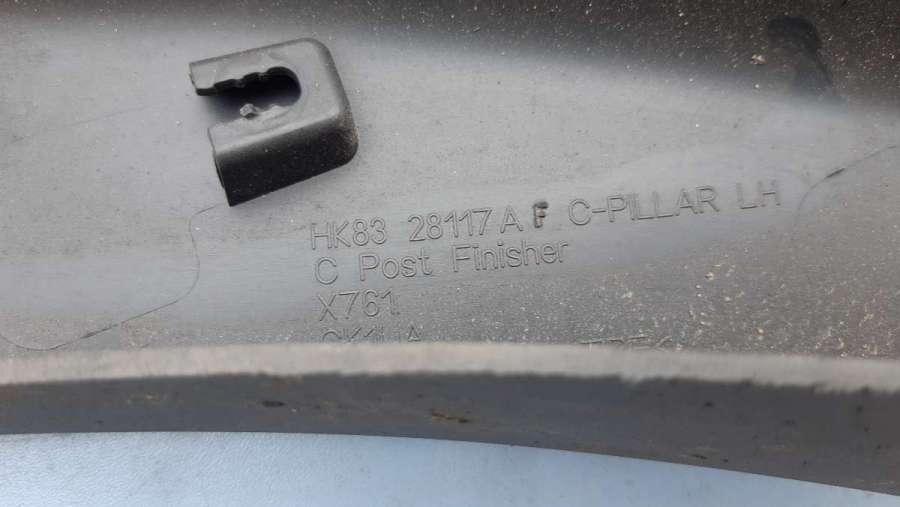 HK83 28117 A F C-PILLAR LH
C Post Finisher
X761